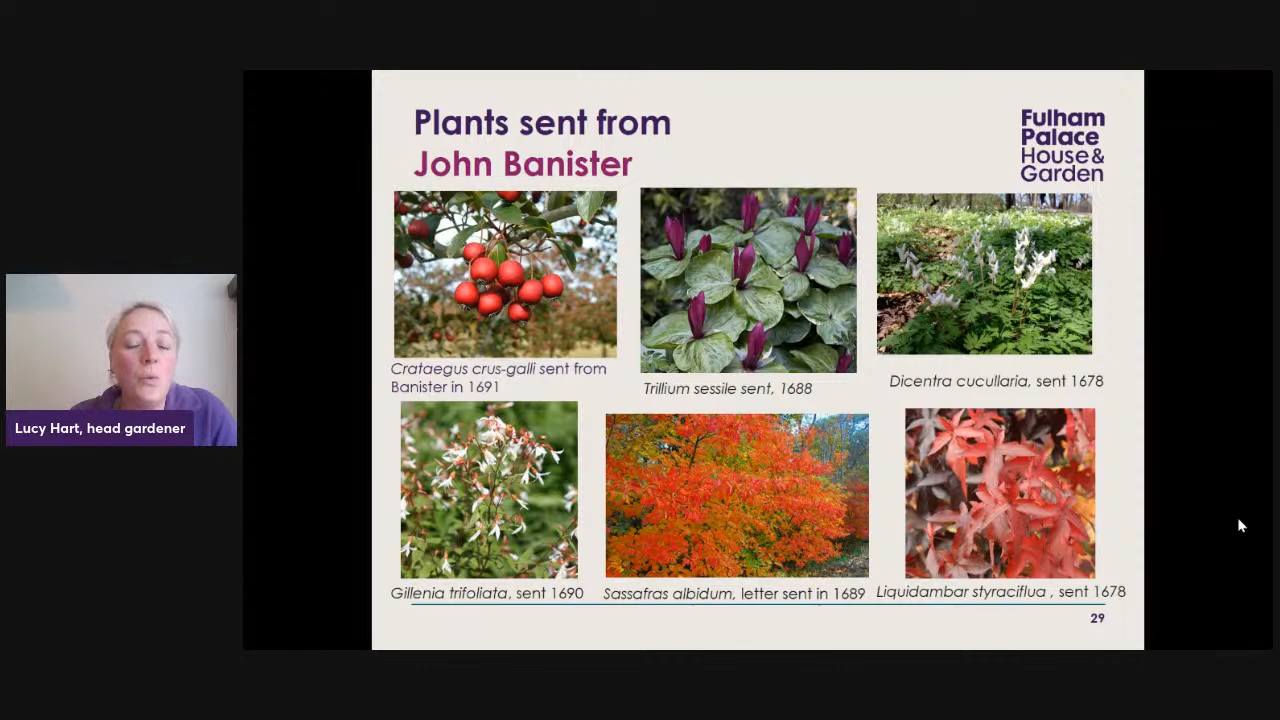 Plants sent from
John Banister
Fulham
Palace
House &
Garden
Crataegus crus-galli sent from
Banister in 1691
Trillium sessile sent, 1688
Dicentra cucullaria, sent 1678
Lucy Hart, head gardener
Gillenia trifoliata, sent 1690
Sassafras albidum, letter sent in 1689
Liquidambar styraciflua , sent 1678
29